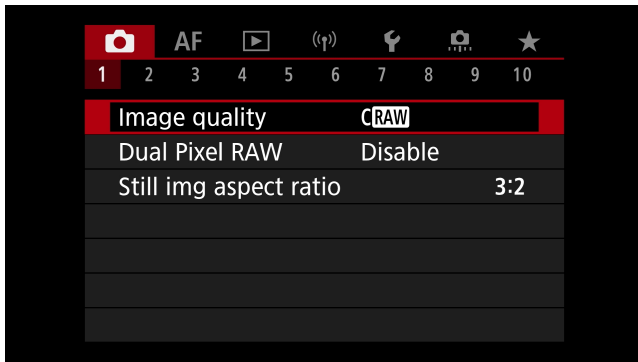 AF
1 2 3 4 5 6 7 8 9 10
Image quality CRAW
Dual Pixel RAW Disable
Still img aspect ratio 3:2